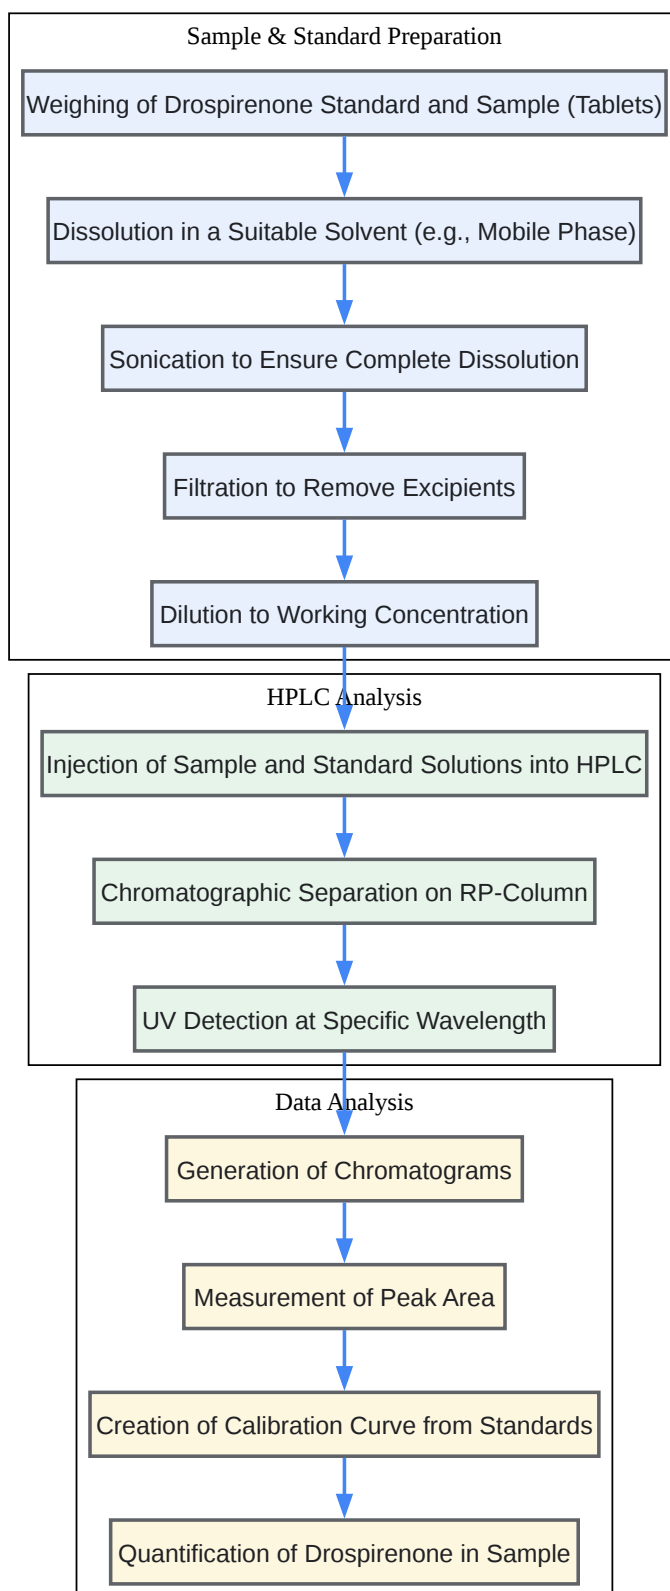 Sample & Standard Preparation
Weighing of Drospirenone Standard and Sample (Tablets)
Dissolution in a Suitable Solvent (e.g., Mobile Phase)
Sonication to Ensure Complete Dissolution
Filtration to Remove Excipients
Dilution to Working Concentration
HPLC Analysis
Injection of Sample and Standard Solutions into HPLC
Chromatographic Separation on RP-Column
UV Detection at Specific Wavelength
Data Analysis
Generation of Chromatograms
Measurement of Peak Area
Creation of Calibration Curve from Standards
Quantification of Drospirenone in Sample